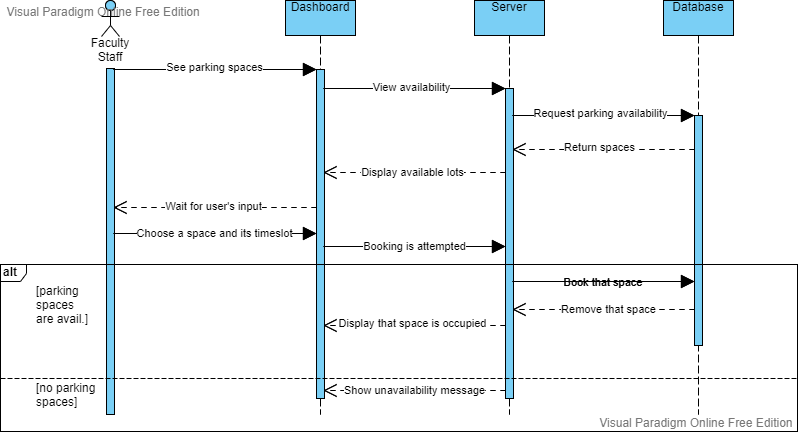 Visual Paradigm Online Free Edition
Dashboard
Server
Database
Faculty
Staff
See parking spaces
View availability
Request parking availability
Return spaces
Display available lots
Wait for user's input
Choose a space and its timeslot
Booking is attempted
alt
[parking
spaces
are avail.]
Book that space
Remove that space
Display that space is occupied
[no parking
spaces]
Show unavailability message
Visual Paradigm Online Free Edition